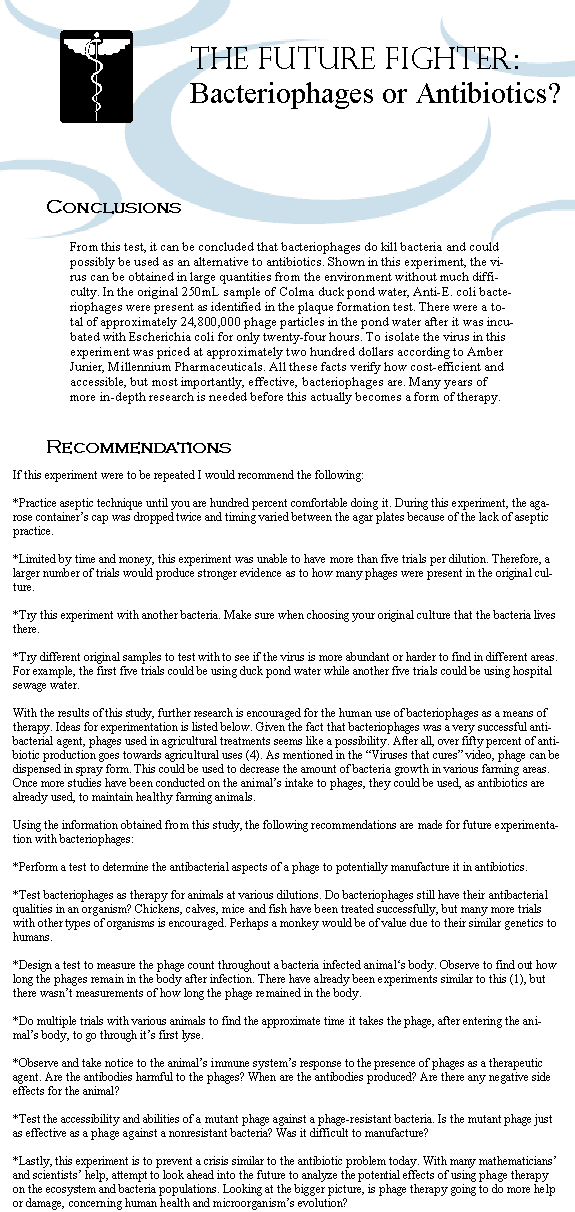 THE FUTURE FIGHTER:
Bacteriophages or Antibiotics?
CONCLUSIONS
From this test, it can be concluded that bacteriophages do kill bacteria and could
possibly be used as an alternative to antibiotics. Shown in this experiment, the vi-
rus can be obtained in large quantities from the environment without much diffi-
culty. In the original 250mL sample of Colma duck pond water, Anti-E. coli bacte-
riophages were present as identified in the plaque formation test. There were a to-
tal of approximately 24,800,000 phage particles in the pond water after it was incu-
bated with Escherichia coli for only twenty-four hours. To isolate the virus in this
experiment was priced at approximately two hundred dollars according to Amber
Junier, Millennium Pharmaceuticals. All these facts verify how cost-efficient and
accessible, but most importantly, effective, bacteriophages are. Many years of
more in-depth research is needed before this actually becomes a form of therapy.
RECOMMENDATIONS
If this experiment were to be repeated I would recommend the following:
*Practice aseptic technique until you are hundred percent comfortable doing it. During this experiment, the aga-
rose container's cap was dropped twice and timing varied between the agar plates because of the lack of aseptic
practice.
*Limited by time and money, this experiment was unable to have more than five trials per dilution. Therefore, a
larger number of trials would produce stronger evidence as to how many phages were present in the original cul-
ture.
*Try this experiment with another bacteria. Make sure when choosing your original culture that the bacteria lives
there.
*Try different original samples to test with to see if the virus is more abundant or harder to find in different areas.
For example, the first five trials could be using duck pond water while another five trials could be using hospital
sewage water.
With the results of this study, further research is encouraged for the human use of bacteriophages as a means of
therapy. Ideas for experimentation is listed below. Given the fact that bacteriophages was a very successful anti-
bacterial agent, phages used in agricultural treatments seems like a possibility. After all, over fifty percent of anti-
biotic production goes towards agricultural uses (4). As mentioned in the “Viruses that cures” video, phage can be
dispensed in spray form. This could be used to decrease the amount of bacteria growth in various farming areas.
Once more studies have been conducted on the animal's intake to phages, they could be used, as antibiotics are
already used, to maintain healthy farming animals.
Using the information obtained from this study, the following recommendations are made for future experimenta-
tion with bacteriophages:
*Perform a test to determine the antibacterial aspects of a phage to potentially manufacture it in antibiotics.
*Test bacteriophages as therapy for animals at various dilutions. Do bacteriophages still have their antibacterial
qualities in an organism? Chickens, calves, mice and fish have been treated successfully, but many more trials
with other types of organisms is encouraged. Perhaps a monkey would be of value due to their similar genetics to
humans.
*Design a test to measure the phage count throughout a bacteria infected animal‘s body. Observe to find out how
long the phages remain in the body after infection. There have already been experiments similar to this (1), but
there wasn't measurements of how long the phage remained in the body.
*Do multiple trials with various animals to find the approximate time it takes the phage, after entering the ani-
mal's body, to go through it's first lyse.
*Observe and take notice to the animal's immune system's response to the presence of phages as a therapeutic
agent. Are the antibodies harmful to the phages? When are the antibodies produced? Are there any negative side
effects for the animal?
*Test the accessibility and abilities of a mutant phage against a phage-resistant bacteria. Is the mutant phage just
as effective as a phage against a nonresistant bacteria? Was it difficult to manufacture?
*Lastly, this experiment is to prevent a crisis similar to the antibiotic problem today. With many mathematicians'
and scientists' help, attempt to look ahead into the future to analyze the potential effects of using phage therapy
on the ecosystem and bacteria populations. Looking at the bigger picture, is phage therapy going to do more help
or damage, concerning human health and microorganism's evolution?